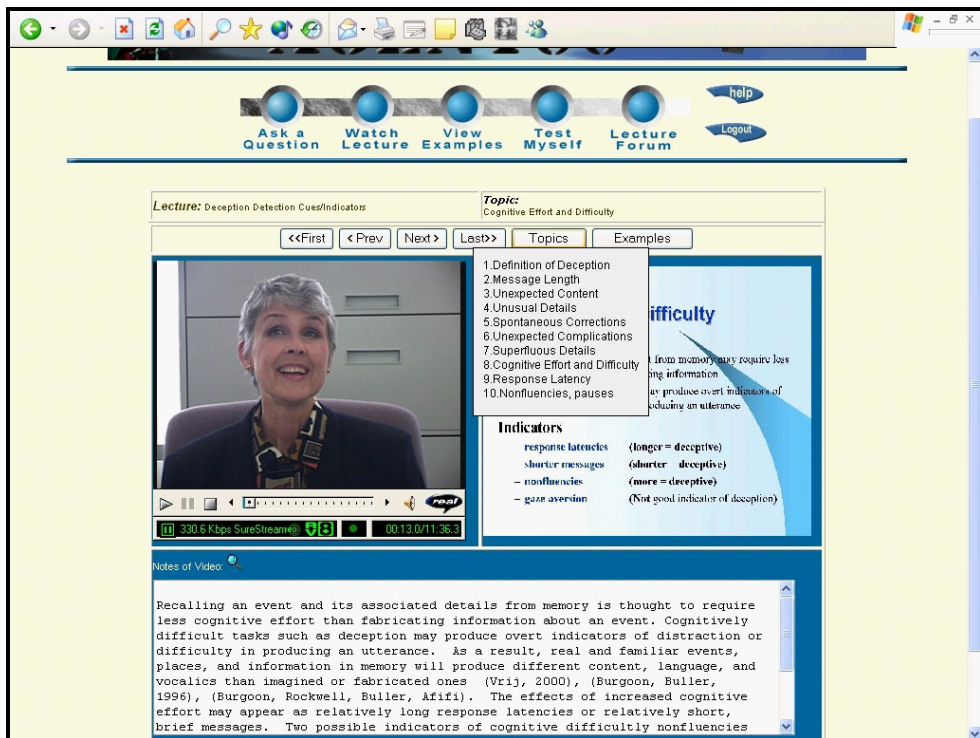 help
Ask a Question
Watch Lecture
View Examples
Test Myself
Lecture Forum
Logout
Lecture: Deception Detection Cues/Indicators
Topic:
Cognitive Effort and Difficulty
<<First
< Prev
Next >
Last>>
Topics
Examples
1.Definition of Deception
2.Message Length
3.Unexpected Content
4.Unusual Details
5.Spontaneous Corrections
6.Unexpected Complications
7.Superfluous Details
8.Cognitive Effort and Difficulty
9.Response Latency
10.Nonfluencies, pauses
ifficulty
from memory may require less
ing information
ay produce overt indicators of
oducing an utterance
Indicators
response latencies (longer = deceptive)
shorter messages (shorter deceptive)
– nonfluencies (more = deceptive)
– gaze aversion (Not good indicator of deception)
real
330.6 Kbps SureStream
00:13.0/11:36.3
Notes of Video:
Recalling an event and its associated details from memory is thought to require
less cognitive effort than fabricating information about an event. Cognitively
difficult tasks such as deception may produce overt indicators of distraction or
difficulty in producing an utterance. As a result, real and familiar events,
places, and information in memory will produce different content, language, and
vocalics than imagined or fabricated ones (Vrij, 2000), (Burgoon, Buller,
1996), (Burgoon, Rockwell, Buller, Afifi). The effects of increased cognitive
effort may appear as relatively long response latencies or relatively short,
brief messages. Two possible indicators of cognitive difficultly nonfluencies